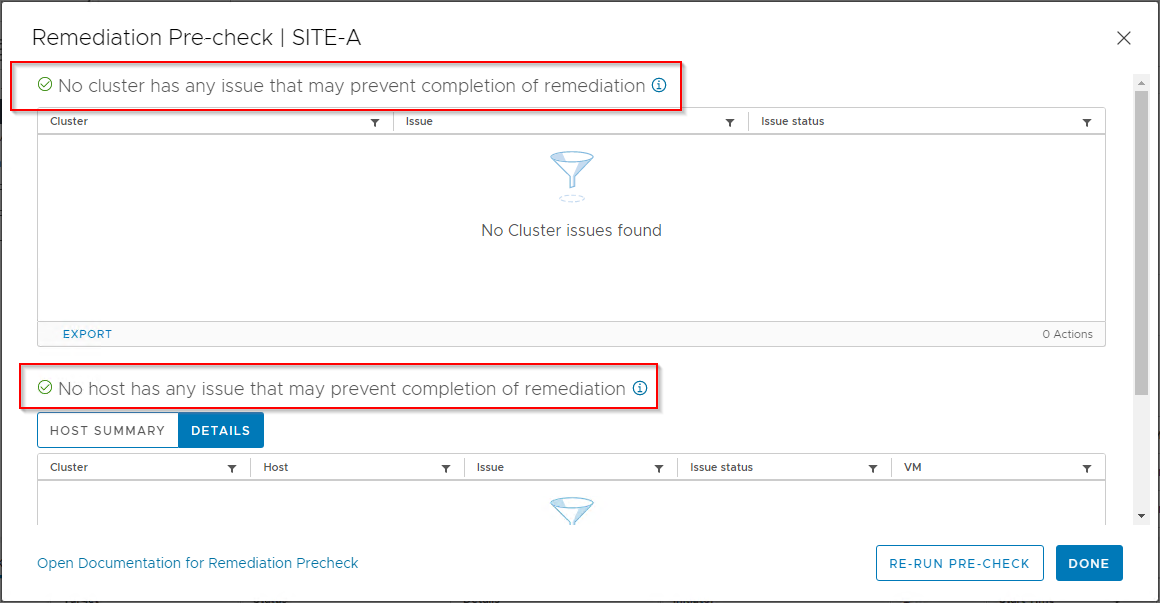 Remediation Pre-check | SITE-A
No cluster has any issue that may prevent completion of remediation
Cluster Issue Issue status
No Cluster issues found
EXPORT 0 Actions
No host has any issue that may prevent completion of remediation
HOST SUMMARY DETAILS
Cluster Host Issue Issue status VM
Open Documentation for Remediation Precheck RE-RUN PRE-CHECK DONE